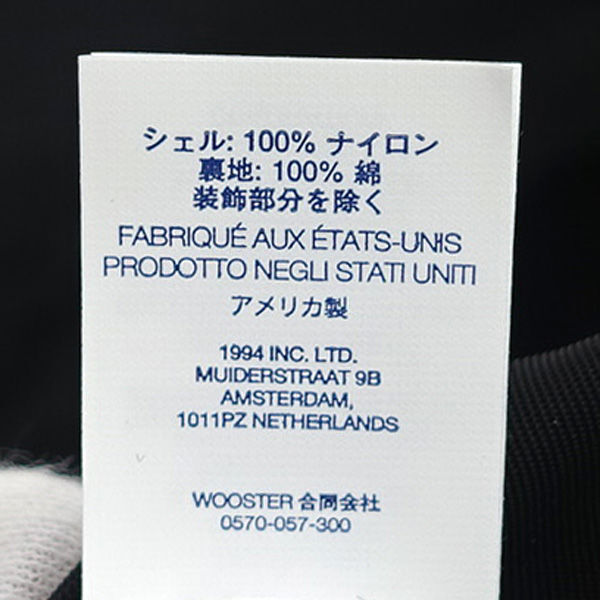 シェル: 100% ナイロン
裏地: 100% 綿
装飾部分を除く
FABRIQUÉ AUX ÉTATS-UNIS
PRODOTTO NEGLI STATI UNITI
アメリカ製
1994 INC. LTD.
MUIDERSTRAAT 9B
AMSTERDAM,
1011PZ NETHERLANDS
WOOSTER 合同会社
0570-057-300